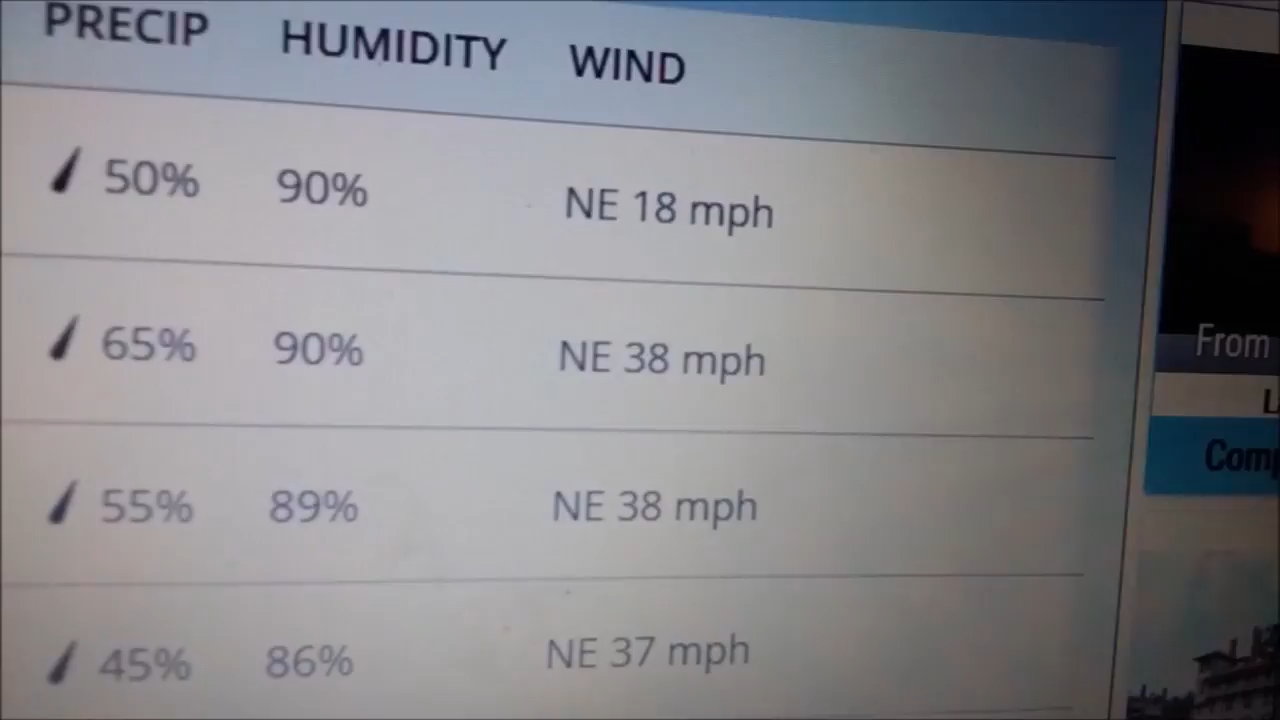 PRECIP HUMIDITY WIND
50% 90% NE 18 mph
65% 90% NE 38 mph
55% 89% NE 38 mph
45% 86% NE 37 mph
From